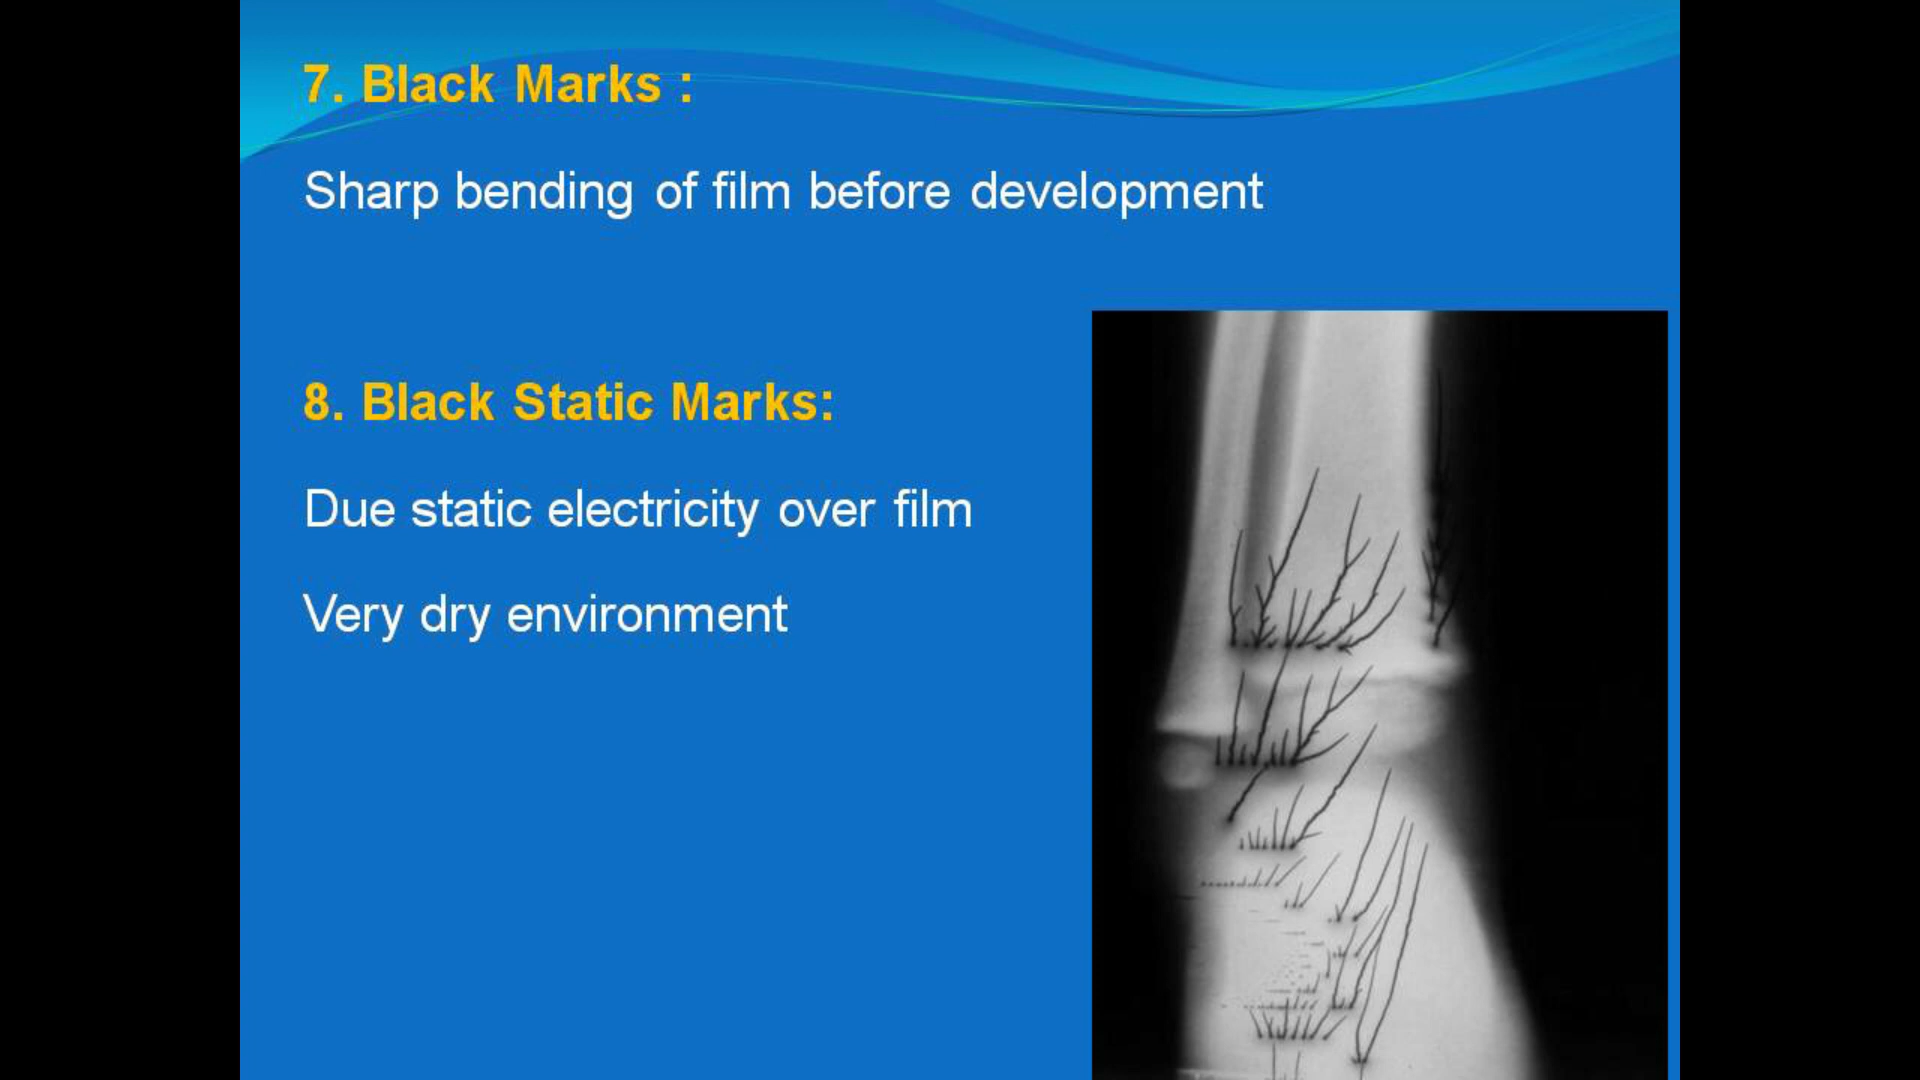 7. Black Marks :
Sharp bending of film before development
8. Black Static Marks:
Due static electricity over film
Very dry environment